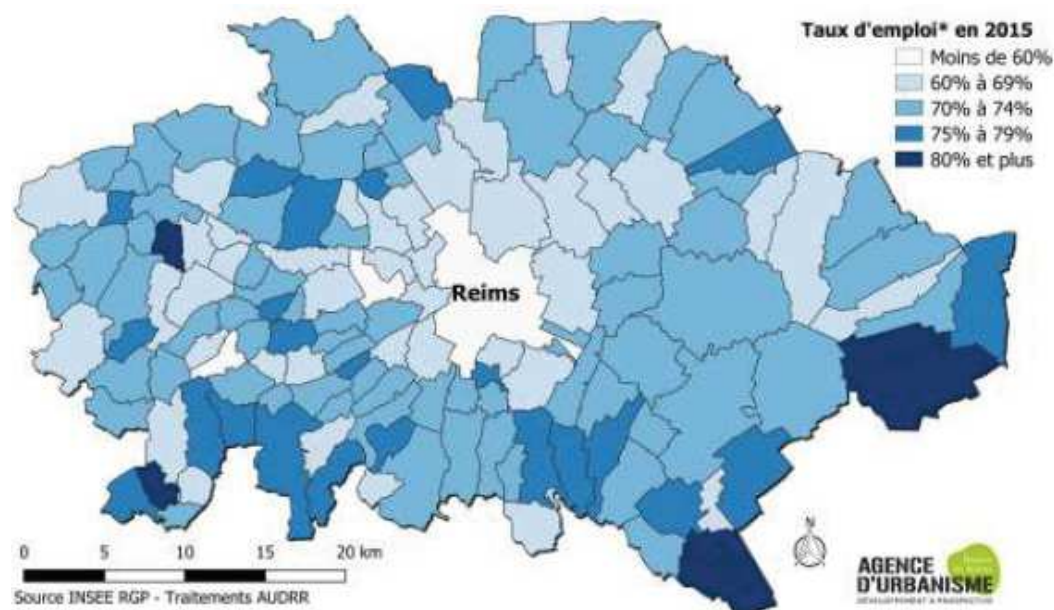 Taux d'emploi* en 2015
Moins de 60%
60% à 69%
70% à 74%
75% à 79%
80% et plus
Reims
N
0 5 10 15 20 km
Source INSEE RGP - Traitements AUDRR
AGENCE
D'URBANISME